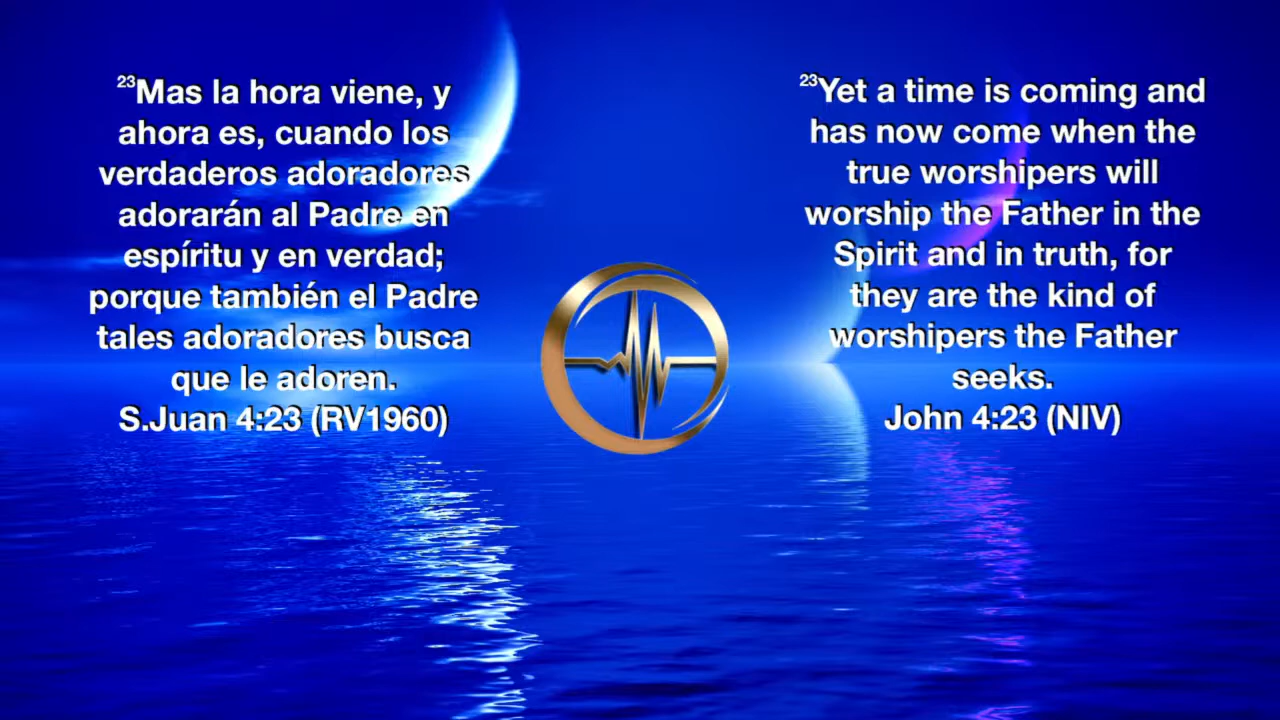 23Mas la hora viene, y
ahora es, cuando los
verdaderos adoradores
adorarán al Padre en
espíritu y en verdad;
porque también el Padre
tales adoradores busca
que le adoren.
S.Juan 4:23 (RV1960)
23Yet a time is coming and
has now come when the
true worshipers will
worship the Father in the
Spirit and in truth, for
they are the kind of
worshipers the Father
seeks.
John 4:23 (NIV)